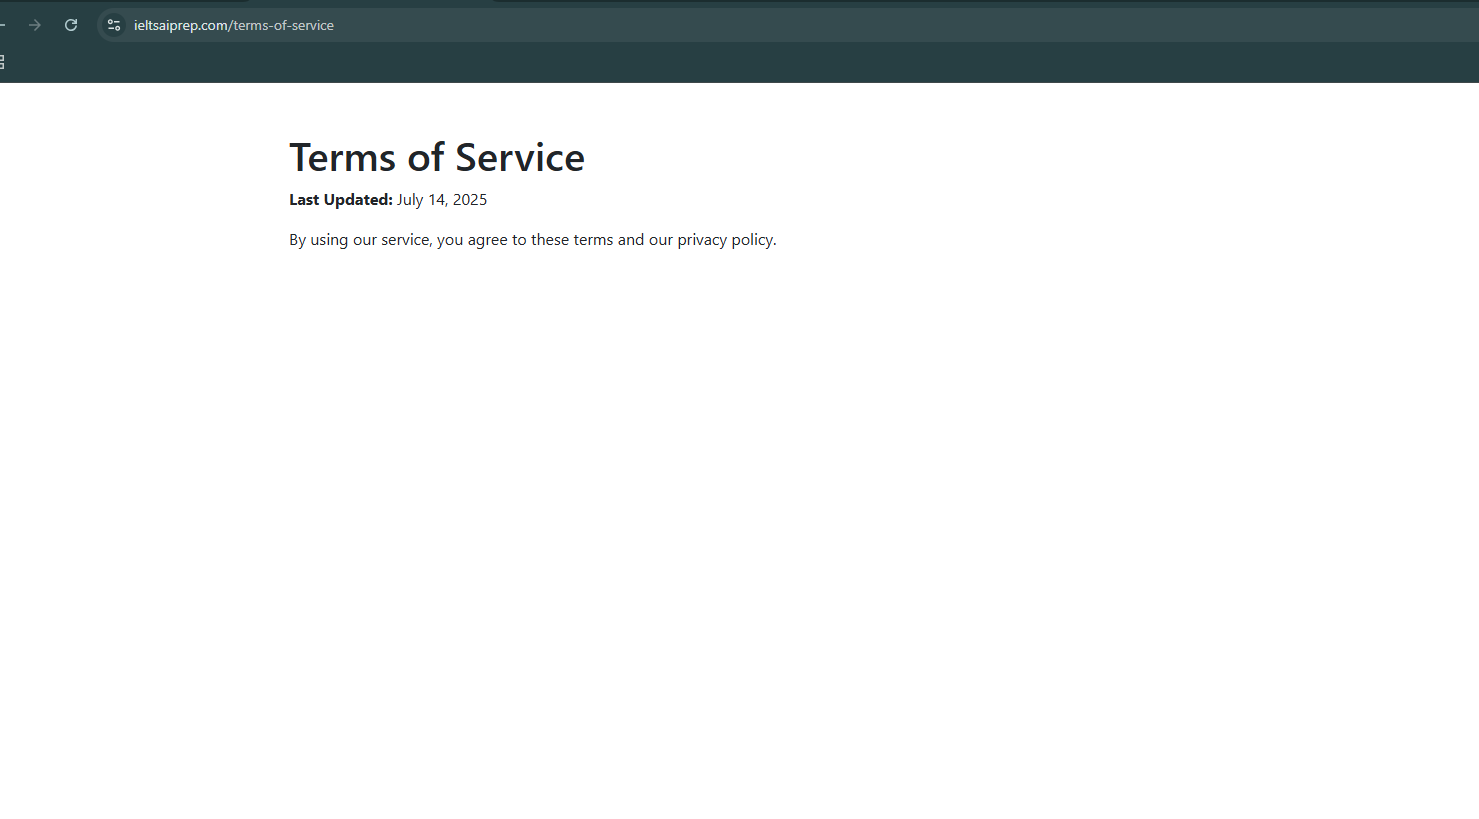 ieltsaiprep.com/terms-of-service
Terms of Service
Last Updated: July 14, 2025
By using our service, you agree to these terms and our privacy policy.